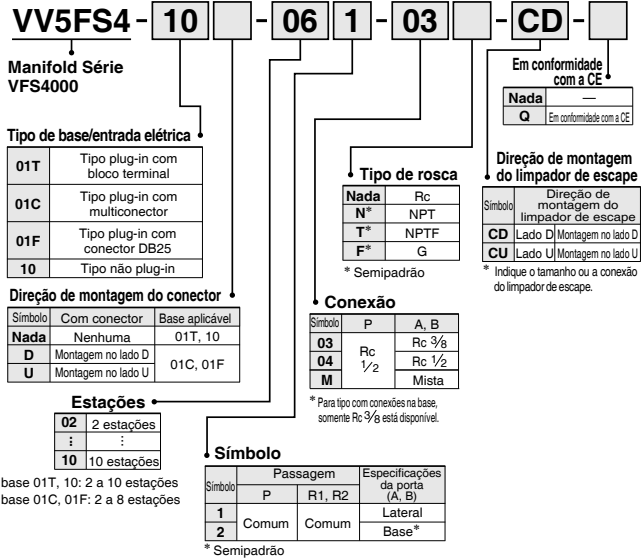 VV5FS4 - 10 - 06 1 - 03 - CD -
Manifold Série
VFS4000
Tipo de base/entrada elétrica
01T Tipo plug-in com bloco terminal
01C Tipo plug-in com multiconector
01F Tipo plug-in com conector DB25
10 Tipo não plug-in
Direção de montagem do conector
Símbolo Com conector Base aplicável
Nada Nenhuma 01T, 10
D Montagem no lado D 01C, 01F
U Montagem no lado U
Estações
02 2 estações
⋮ ⋮
10 10 estações
base 01T, 10: 2 a 10 estações
base 01C, 01F: 2 a 8 estações
Símbolo
Símbolo Passagem Especificações da porta (A, B)
P R1, R2
1 Comum Comum Lateral
2 Base*
* Semipadrão
Conexão
Símbolo P A, B
03 Rc 1/2 Rc 3/8
04 Rc 1/2
M Mista
* Para tipo com conexões na base,
somente Rc 3/8 está disponível.
Tipo de rosca
Nada Rc
N* NPT
T* NPTF
F* G
* Semipadrão
Em conformidade
com a CE
Nada —
Q Em conformidade com a CE
Direção de montagem
do limpador de escape
Símbolo Direção de montagem do limpador de escape
CD Lado D Montagem no lado D
CU Lado U Montagem no lado U
* Indique o tamanho ou a conexão
do limpador de escape.